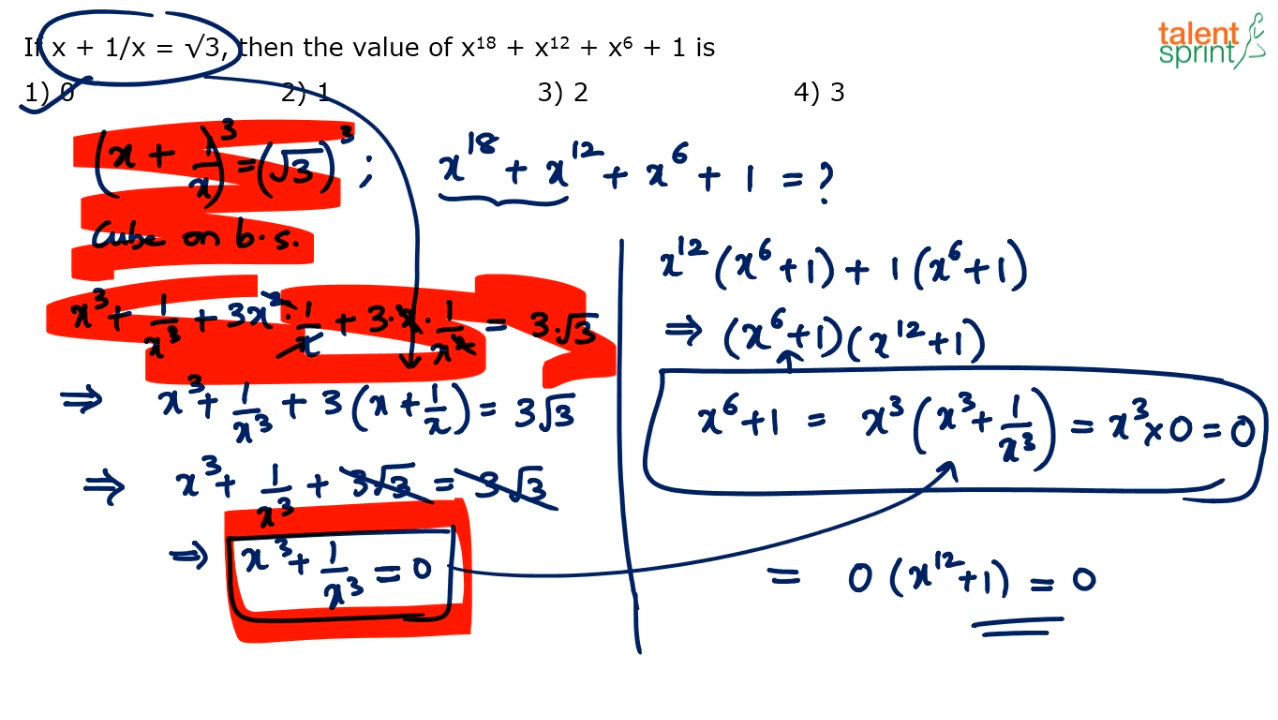 If x + 1/x = √3, then the value of x¹⁸ + x¹² + x⁶ + 1 is
talent
sprint
1) 0 2) 1 3) 2 4) 3
(x + 1/x)³ = (√3)³ ;
Cube on b.s.
x³ + 1/x³ + 3x² · 1/x + 3·x · 1/x² = 3·√3
⇒ x³ + 1/x³ + 3(x + 1/x) = 3√3
⇒ x³ + 1/x³ + 3√3 = 3√3
⇒ x³ + 1/x³ = 0
x¹⁸ + x¹² + x⁶ + 1 = ?
x¹² (x⁶ + 1) + 1 (x⁶ + 1)
⇒ (x⁶ + 1)(x¹² + 1)
x⁶ + 1 = x³ (x³ + 1/x³) = x³ × 0 = 0
= 0 (x¹² + 1) = 0